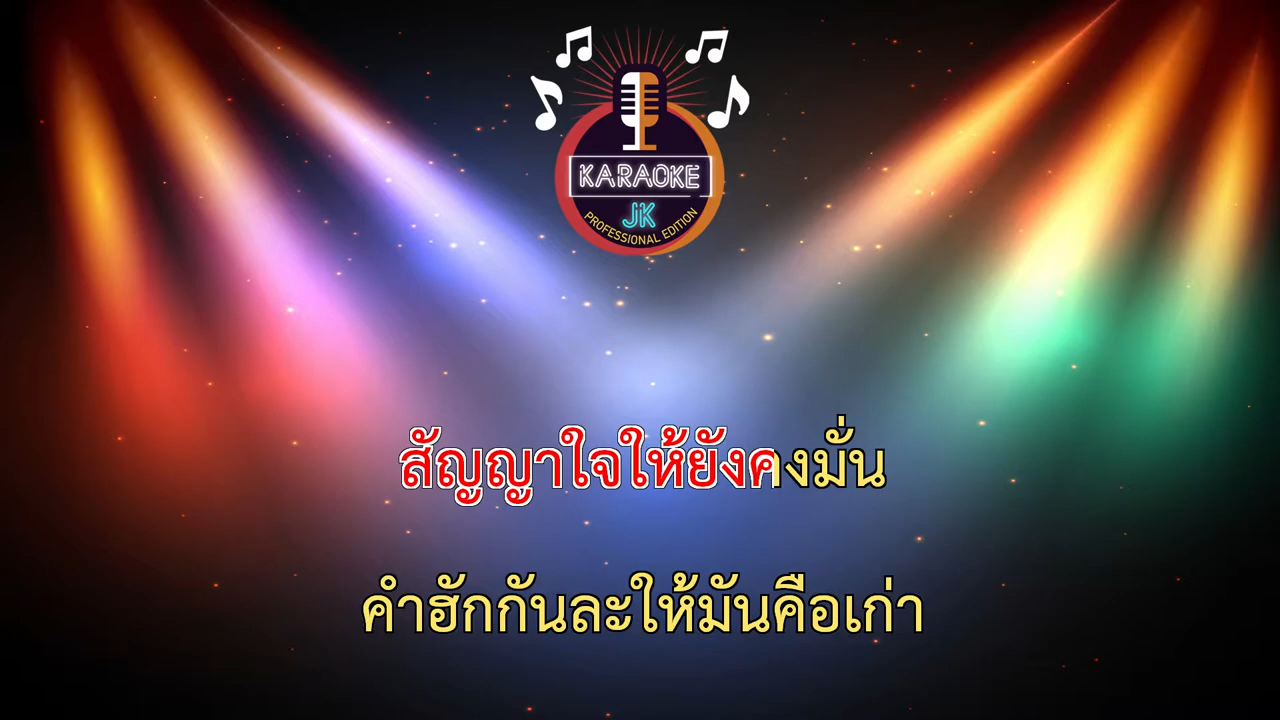 KARAOKE
JK
PROFESSIONAL EDITION
สัญญาใจให้ยังคงมั่น
คำฮักกันละให้มันคือเก่า